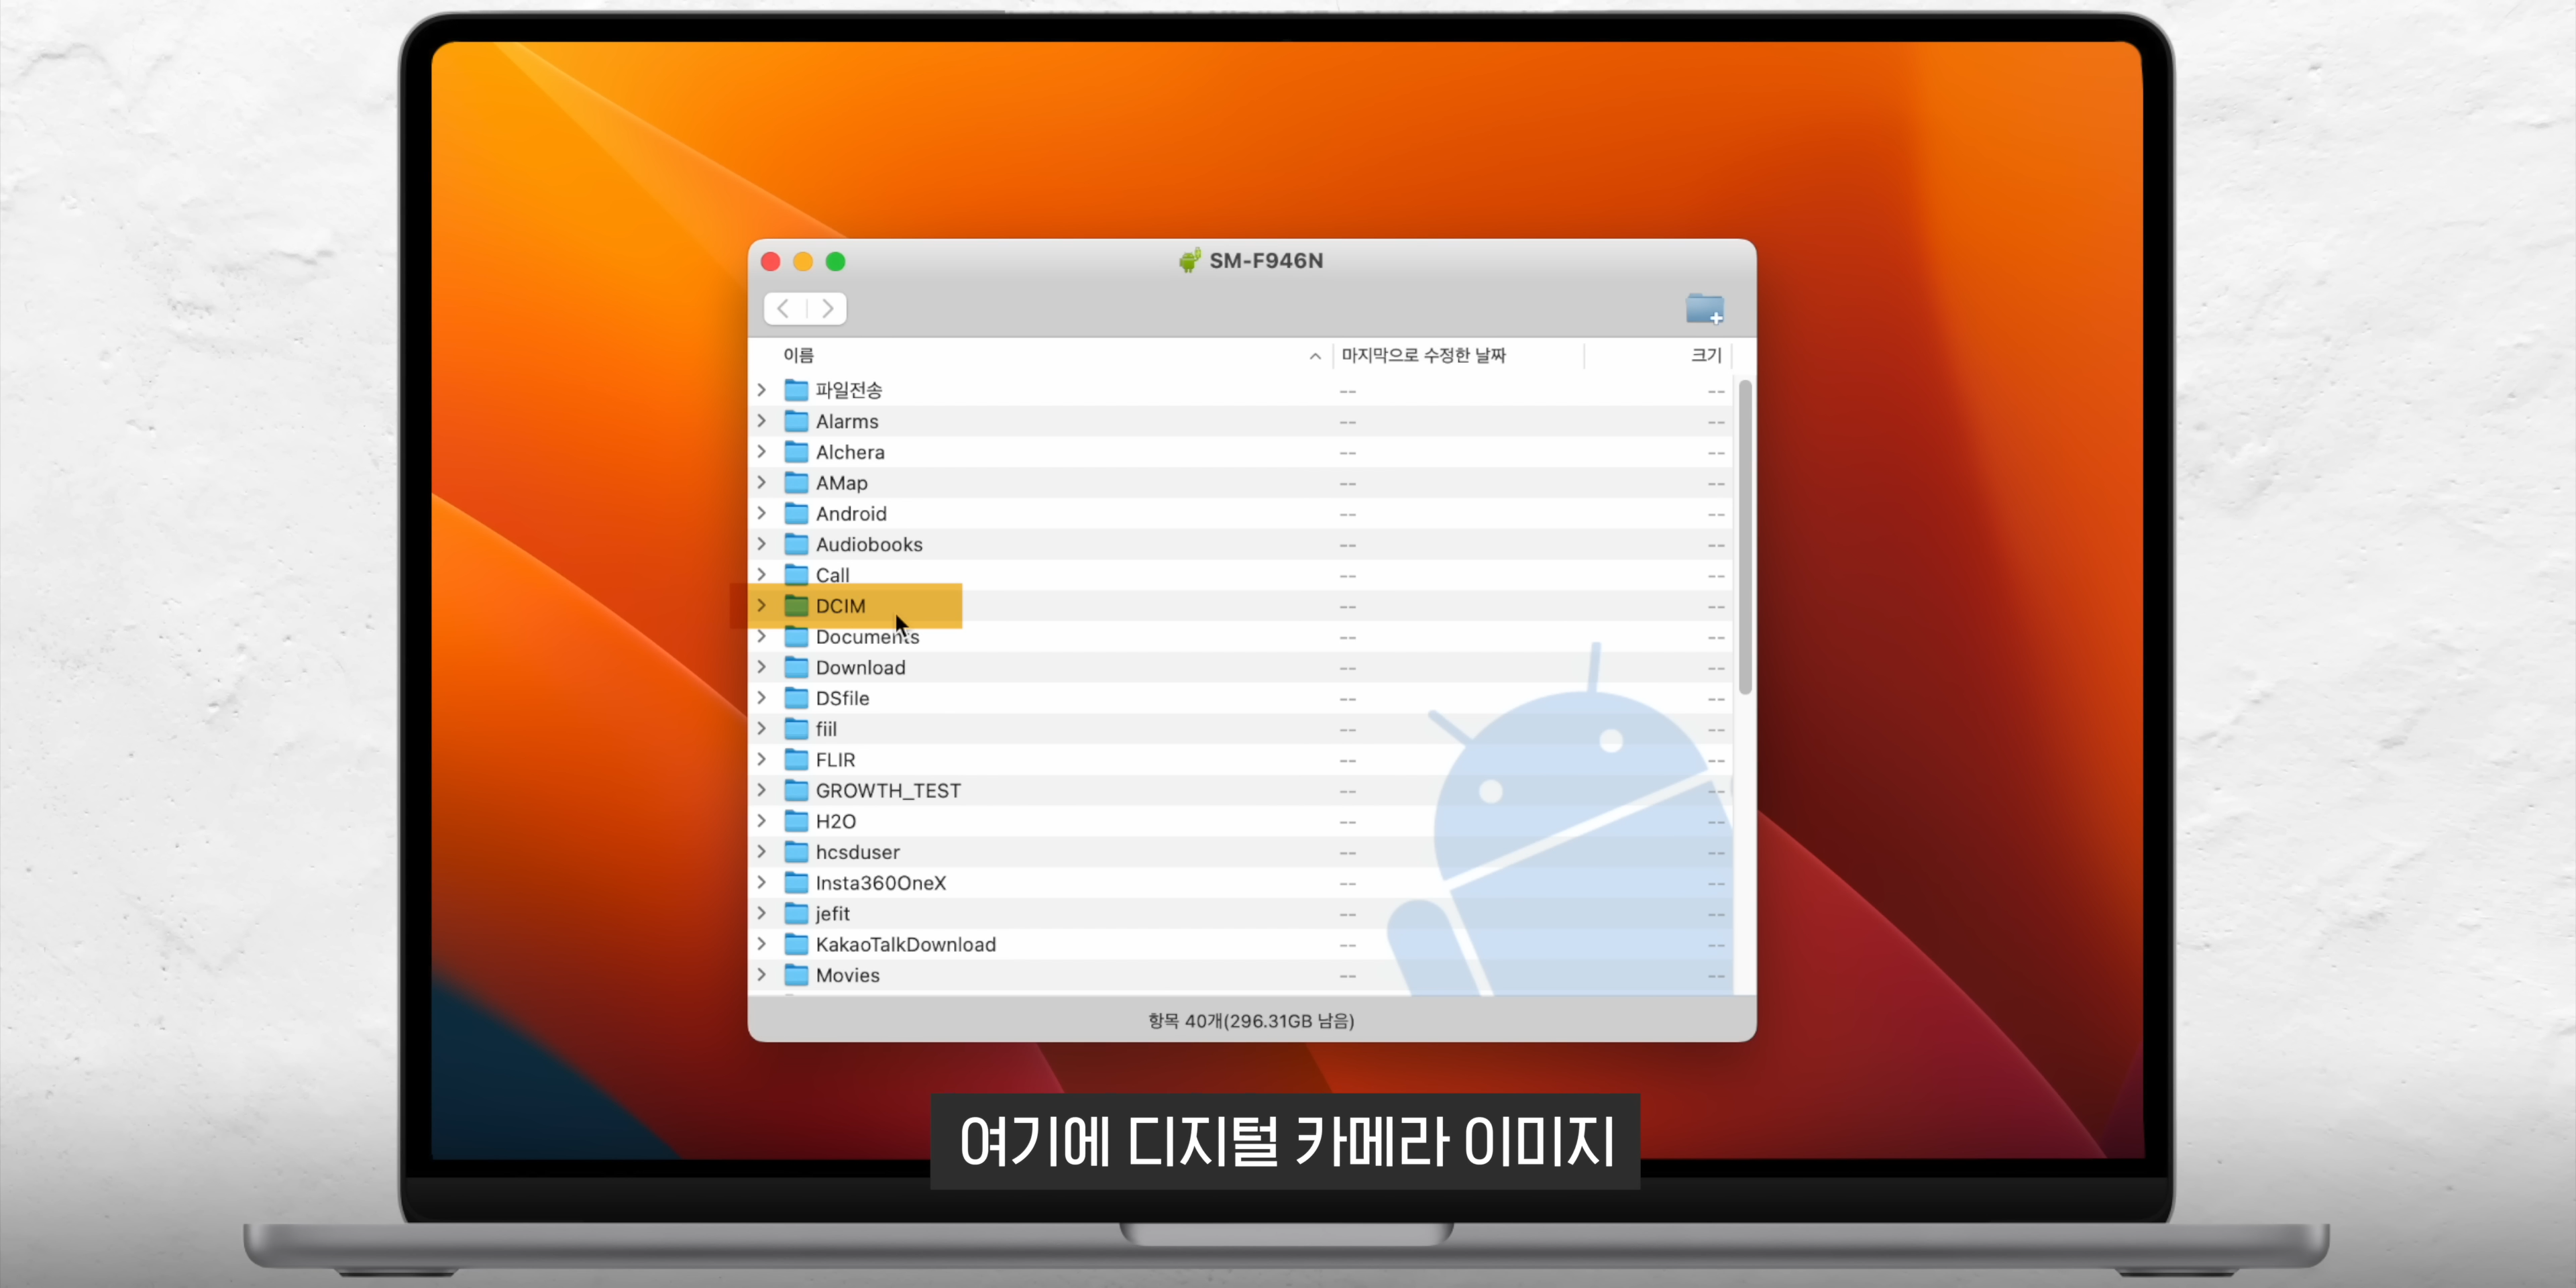 SM-F946N
이름 마지막으로 수정한 날짜 크기
파일전송 -- --
Alarms -- --
Alchera -- --
AMap -- --
Android -- --
Audiobooks -- --
Call -- --
DCIM -- --
Documents -- --
Download -- --
DSfile -- --
fiil -- --
FLIR -- --
GROWTH_TEST -- --
H2O -- --
hcsduser -- --
Insta360OneX -- --
jefit -- --
KakaoTalkDownload -- --
Movies -- --
항목 40개(296.31GB 남음)
여기에 디지털 카메라 이미지